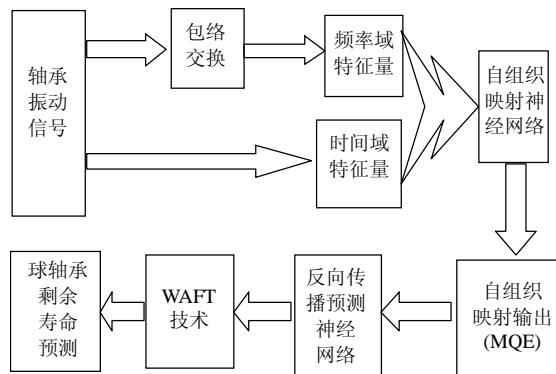 轴承
振动
信号
包络
交换
频率域
特征量
时间域
特征量
自组织
映射神
经网络
自组织
映射输出
(MQE)
反向传
播预测
神经
网络
WAFT
技术
球轴承
剩余
寿命
预测